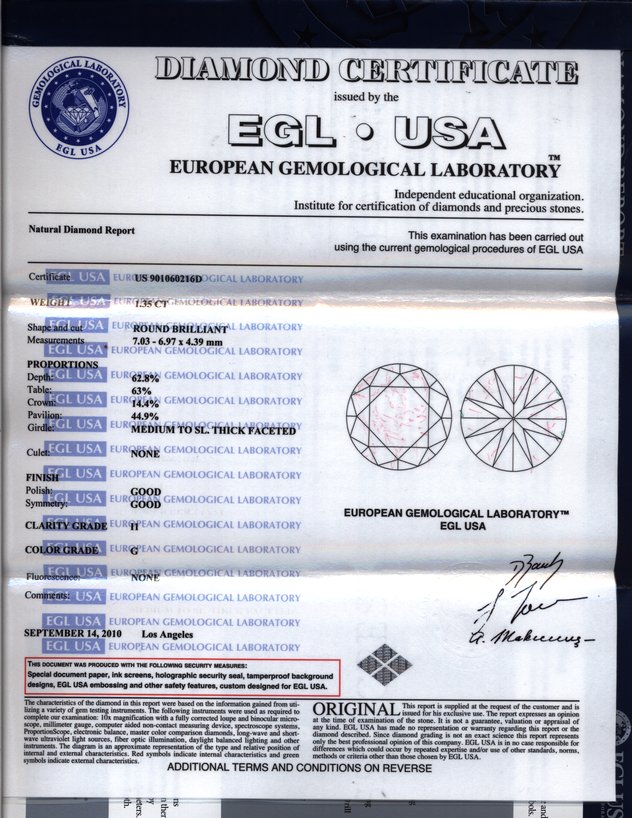 GEMOLOGICAL LABORATORY
EGL USA
DIAMOND CERTIFICATE
issued by the
EGL • USA
EUROPEAN GEMOLOGICAL LABORATORY™
Independent educational organization.
Institute for certification of diamonds and precious stones.
Natural Diamond Report
This examination has been carried out
using the current gemological procedures of EGL USA
Certificate US 901060216D
WEIGHT 1.35 CT
Shape and cut ROUND BRILLIANT
Measurements 7.03 - 6.97 x 4.39 mm
PROPORTIONS
Depth: 62.8%
Table: 63%
Crown: 14.4%
Pavilion: 44.9%
Girdle: MEDIUM TO SL. THICK FACETED
Culet: NONE
FINISH
Polish: GOOD
Symmetry: GOOD
CLARITY GRADE I1
COLOR GRADE G
Fluorescence: NONE
Comments:
EGL USA EUROPEAN GEMOLOGICAL LABORATORY
SEPTEMBER 14, 2010 Los Angeles
EUROPEAN GEMOLOGICAL LABORATORY™
EGL USA
THIS DOCUMENT WAS PRODUCED WITH THE FOLLOWING SECURITY MEASURES:
Special document paper, ink screens, holographic security seal, tamperproof background
designs, EGL USA embossing and other safety features, custom designed for EGL USA.
The characteristics of the diamond in this report were based on the information gained from uti-
lizing a variety of gem testing instruments. The following instruments were used as required to
complete our examination: 10x magnification with a fully corrected loupe and binocular micro-
scope, millimeter gauge, computer aided non-contact measuring device, spectroscope systems,
ProportionScope, electronic balance, master color comparison diamonds, long-wave and short-
wave ultraviolet light sources, fiber optic illumination, daylight balanced lighting and other
instruments. The diagram is an approximate representation of the type and relative position of
internal and external characteristics. Red symbols indicate internal characteristics and green
symbols indicate external characteristics.
ORIGINAL This report is supplied at the request of the customer and is
issued for his exclusive use. The report expresses an opinion
at the time of examination of the stone. It is not a guarantee, valuation or appraisal of
any kind. EGL USA has made no representation or warranty regarding this report or the
diamond described. Since diamond grading is not an exact science this report represents
only the best professional opinion of this company. EGL USA is in no case responsible for
differences which could occur by repeated expertise and/or use of other standards, norms,
methods or criteria other than those chosen by EGL USA.
ADDITIONAL TERMS AND CONDITIONS ON REVERSE